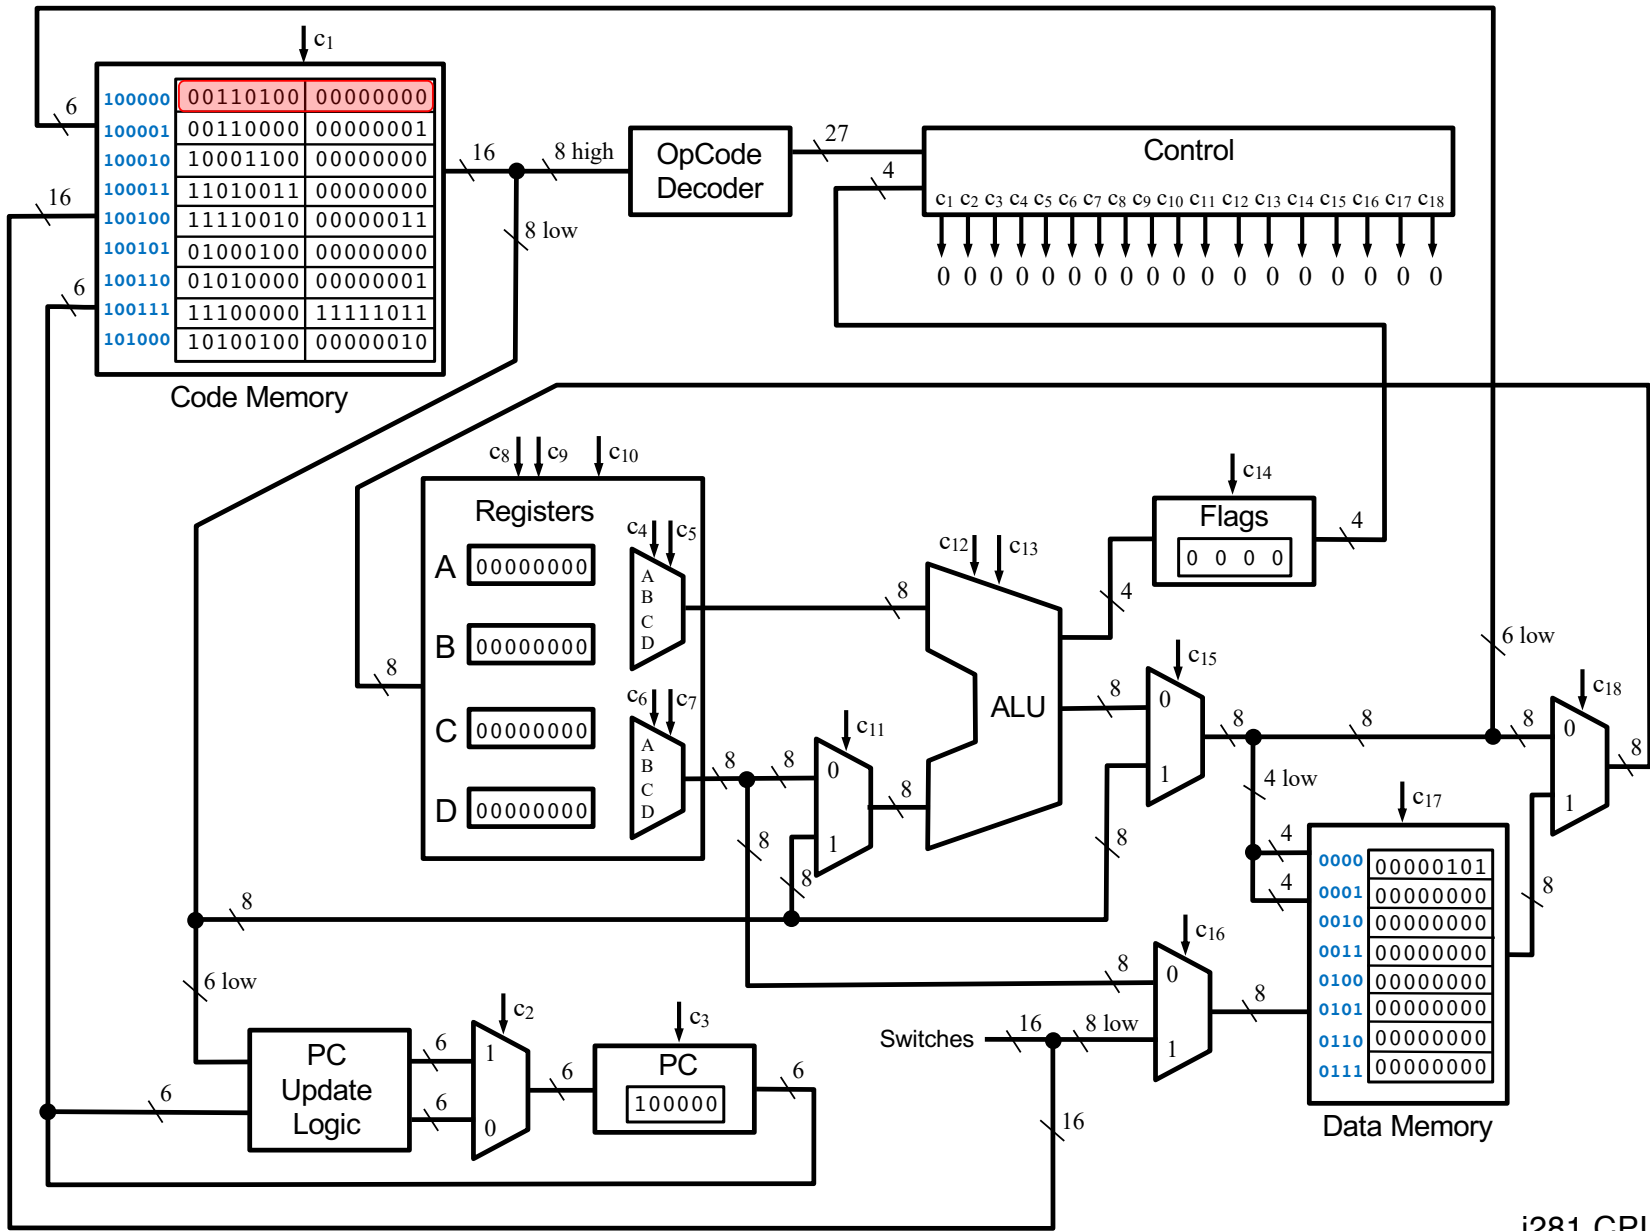 c1
6
16
6
100000 00110100 00000000
100001 00110000 00000001
100010 10001100 00000000
100011 11010011 00000000
100100 11110010 00000011
100101 01000100 00000000
100110 01010000 00000001
100111 11100000 11111011
101000 10100100 00000010
Code Memory
16
8 high
8 low
OpCode
Decoder
27
4
Control
c1 c2 c3 c4 c5 c6 c7 c8 c9 c10 c11 c12 c13 c14 c15 c16 c17 c18
0 0 0 0 0 0 0 0 0 0 0 0 0 0 0 0 0 0
c8 c9 c10
Registers
A 00000000
B 00000000
C 00000000
D 00000000
8
c4 c5
A
B
C
D
c6 c7
A
B
C
D
8
8
8
8
c11
0
1
8
8
8
c12 c13
ALU
4
8
c14
Flags
0 0 0 0
4
c15
0
1
8
8
8
6 low
8
4 low
4
4
c18
0
1
8
8
c17
0000 00000101
0001 00000000
0010 00000000
0011 00000000
0100 00000000
0101 00000000
0110 00000000
0111 00000000
Data Memory
c16
0
1
8
8
Switches
16
8 low
16
6 low
PC
Update
Logic
6
6
6
c2
1
0
6
c3
PC
100000
6